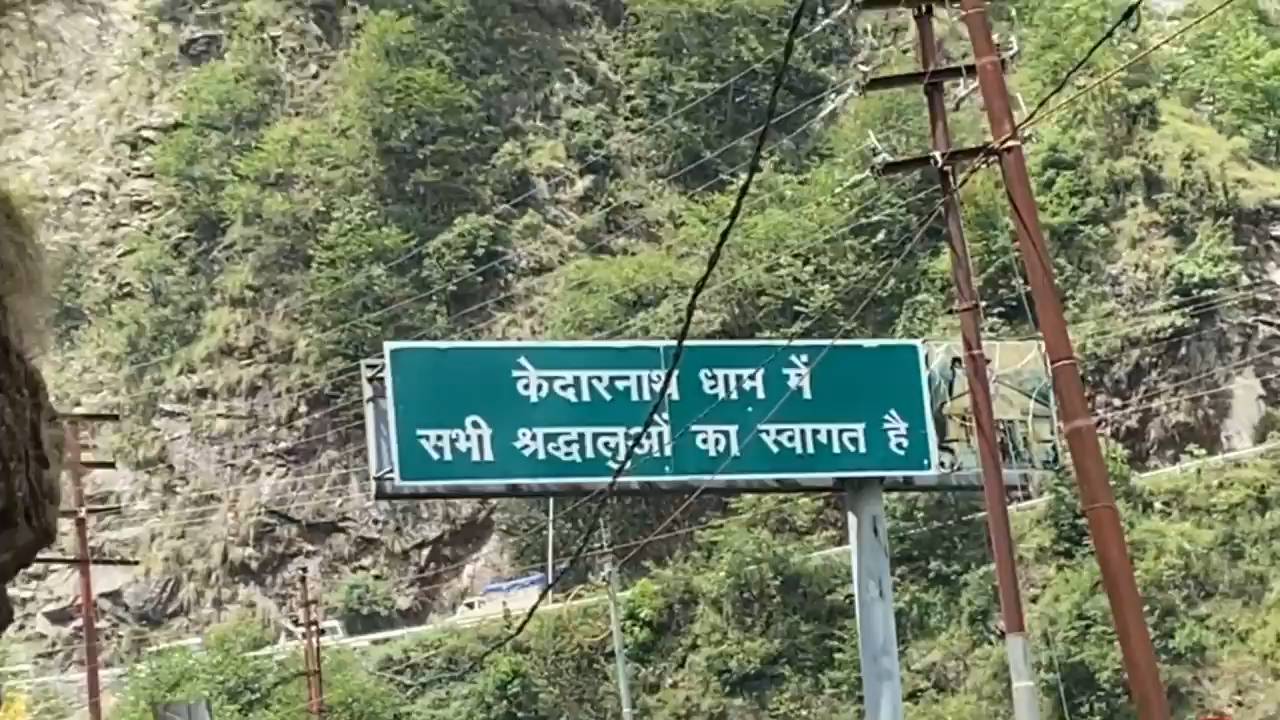 केदारनाथ धाम में
सभी श्रद्धालुओं का स्वागत है